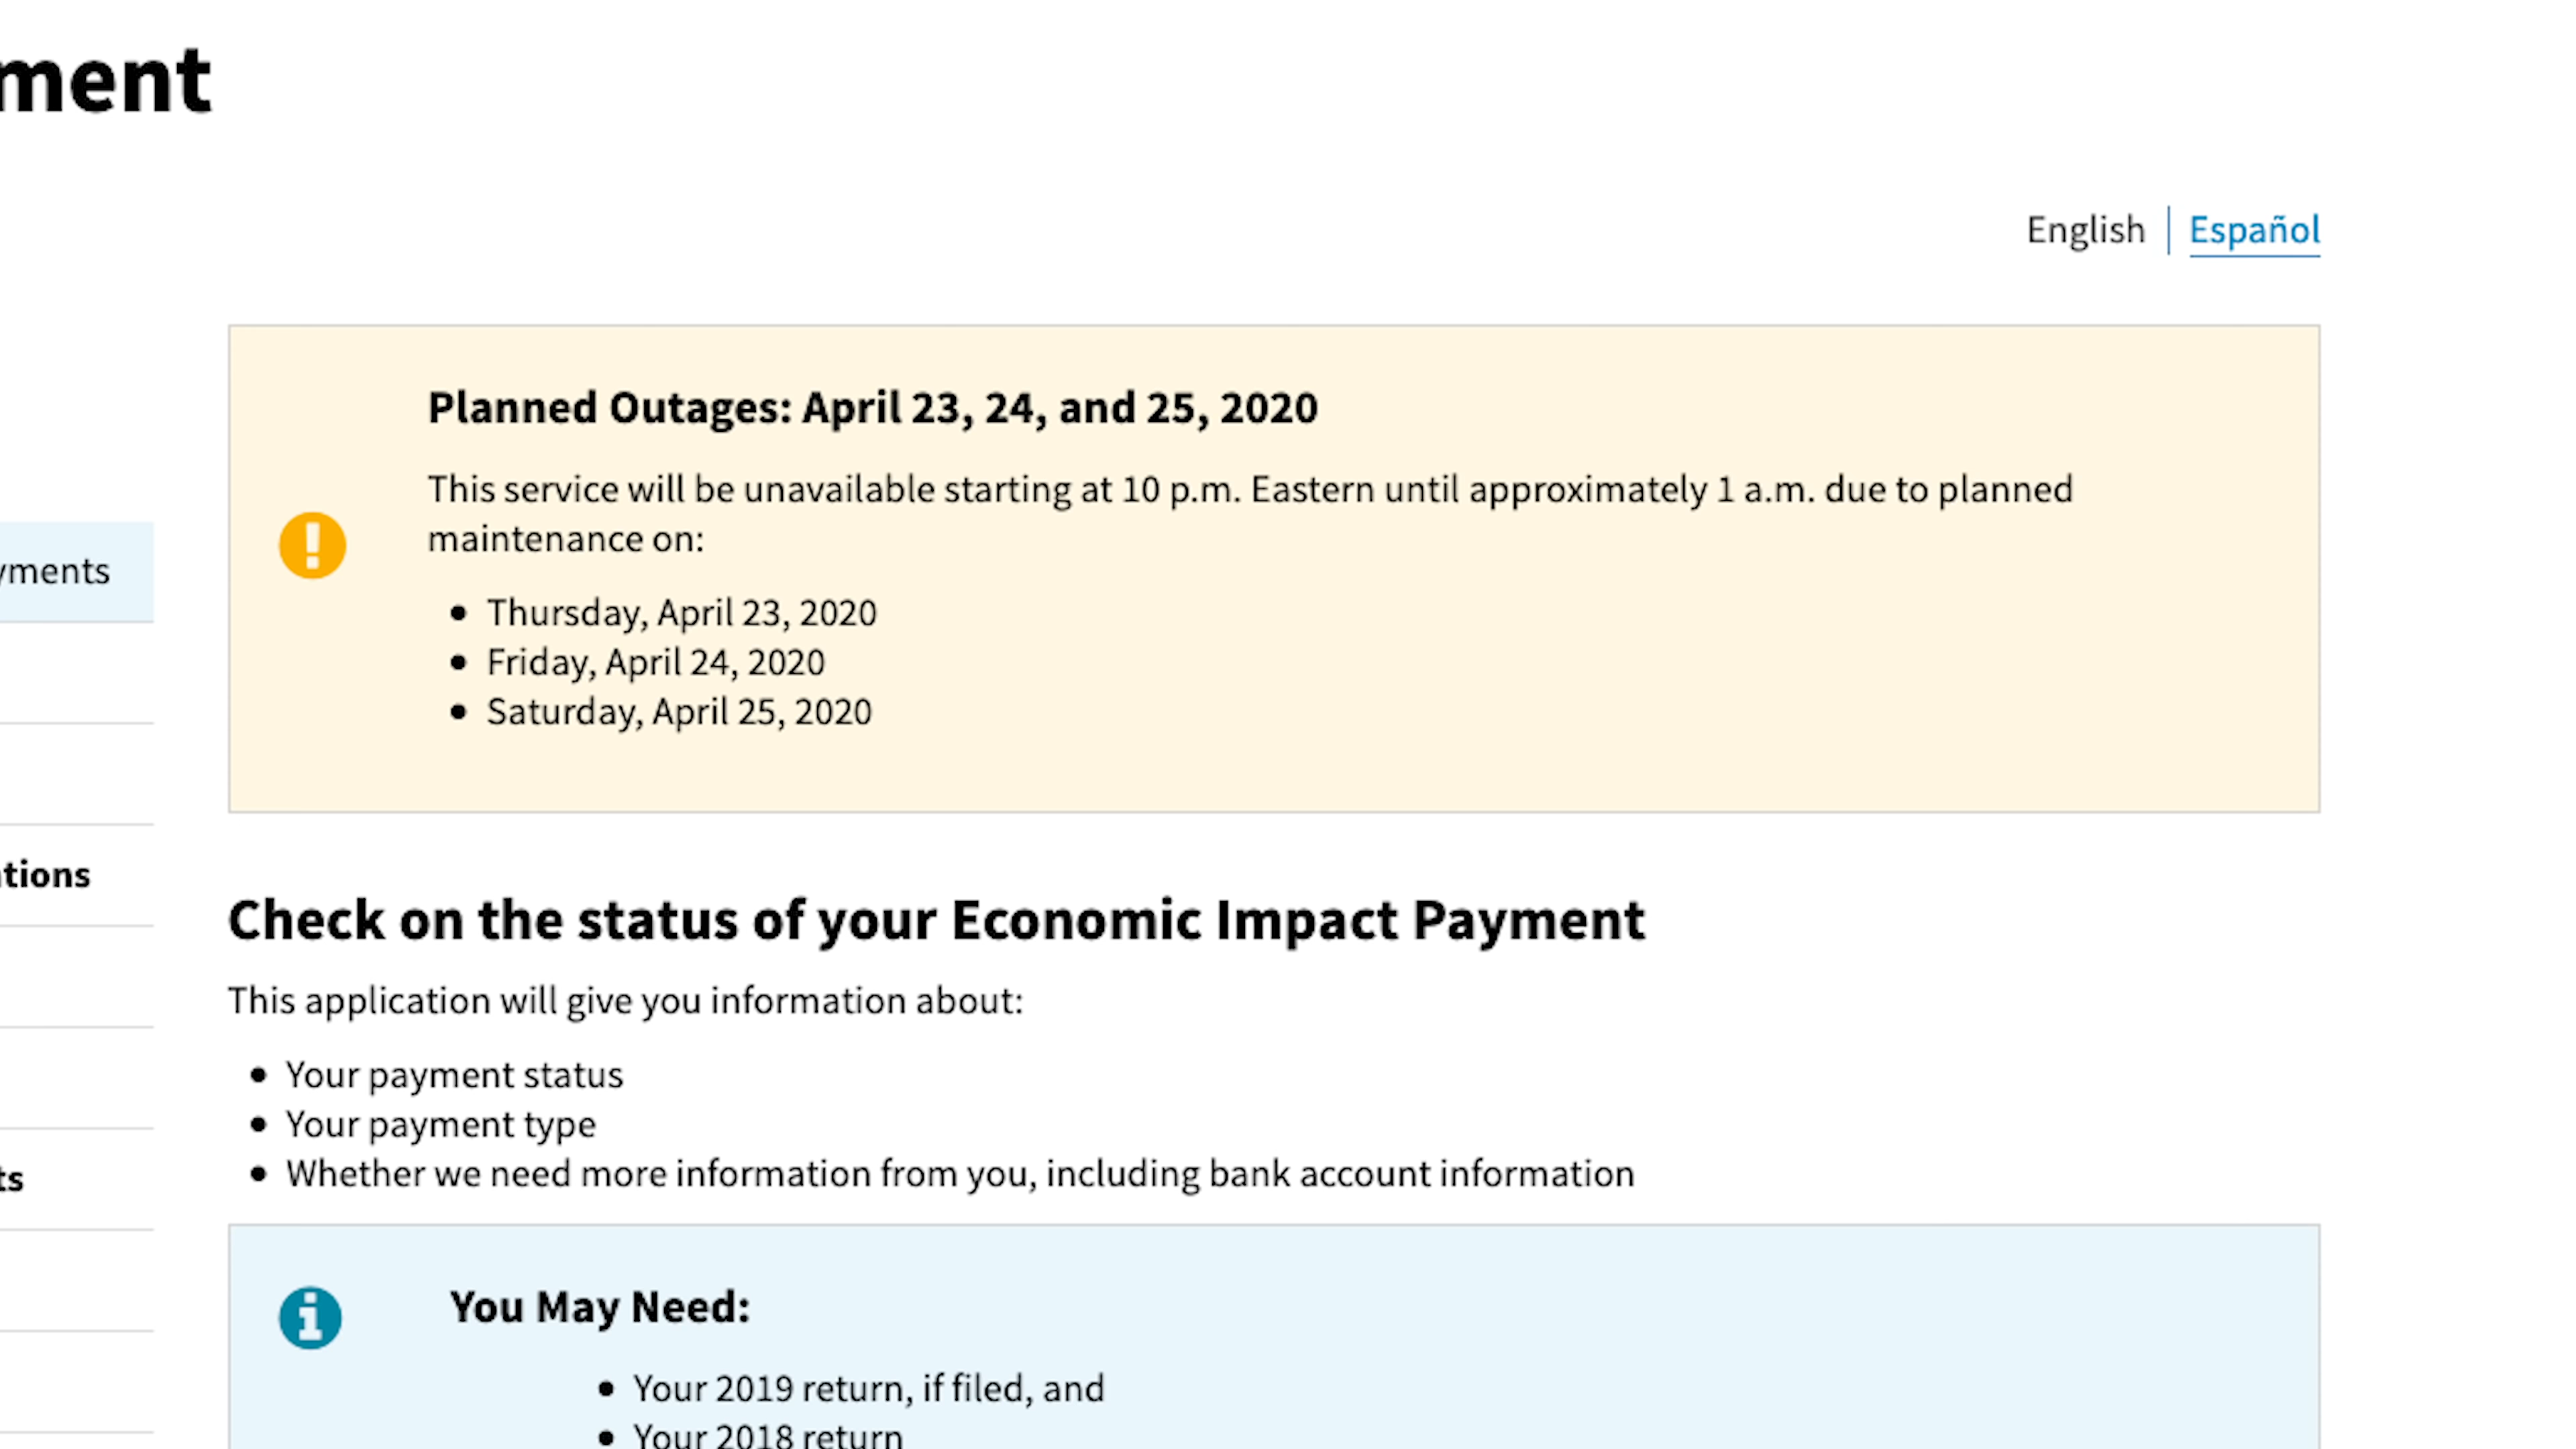 ment
English | Español
Planned Outages: April 23, 24, and 25, 2020
This service will be unavailable starting at 10 p.m. Eastern until approximately 1 a.m. due to planned
maintenance on:
yments
• Thursday, April 23, 2020
• Friday, April 24, 2020
• Saturday, April 25, 2020
tions
Check on the status of your Economic Impact Payment
This application will give you information about:
• Your payment status
• Your payment type
• Whether we need more information from you, including bank account information
ts
You May Need:
• Your 2019 return, if filed, and
• Your 2018 return